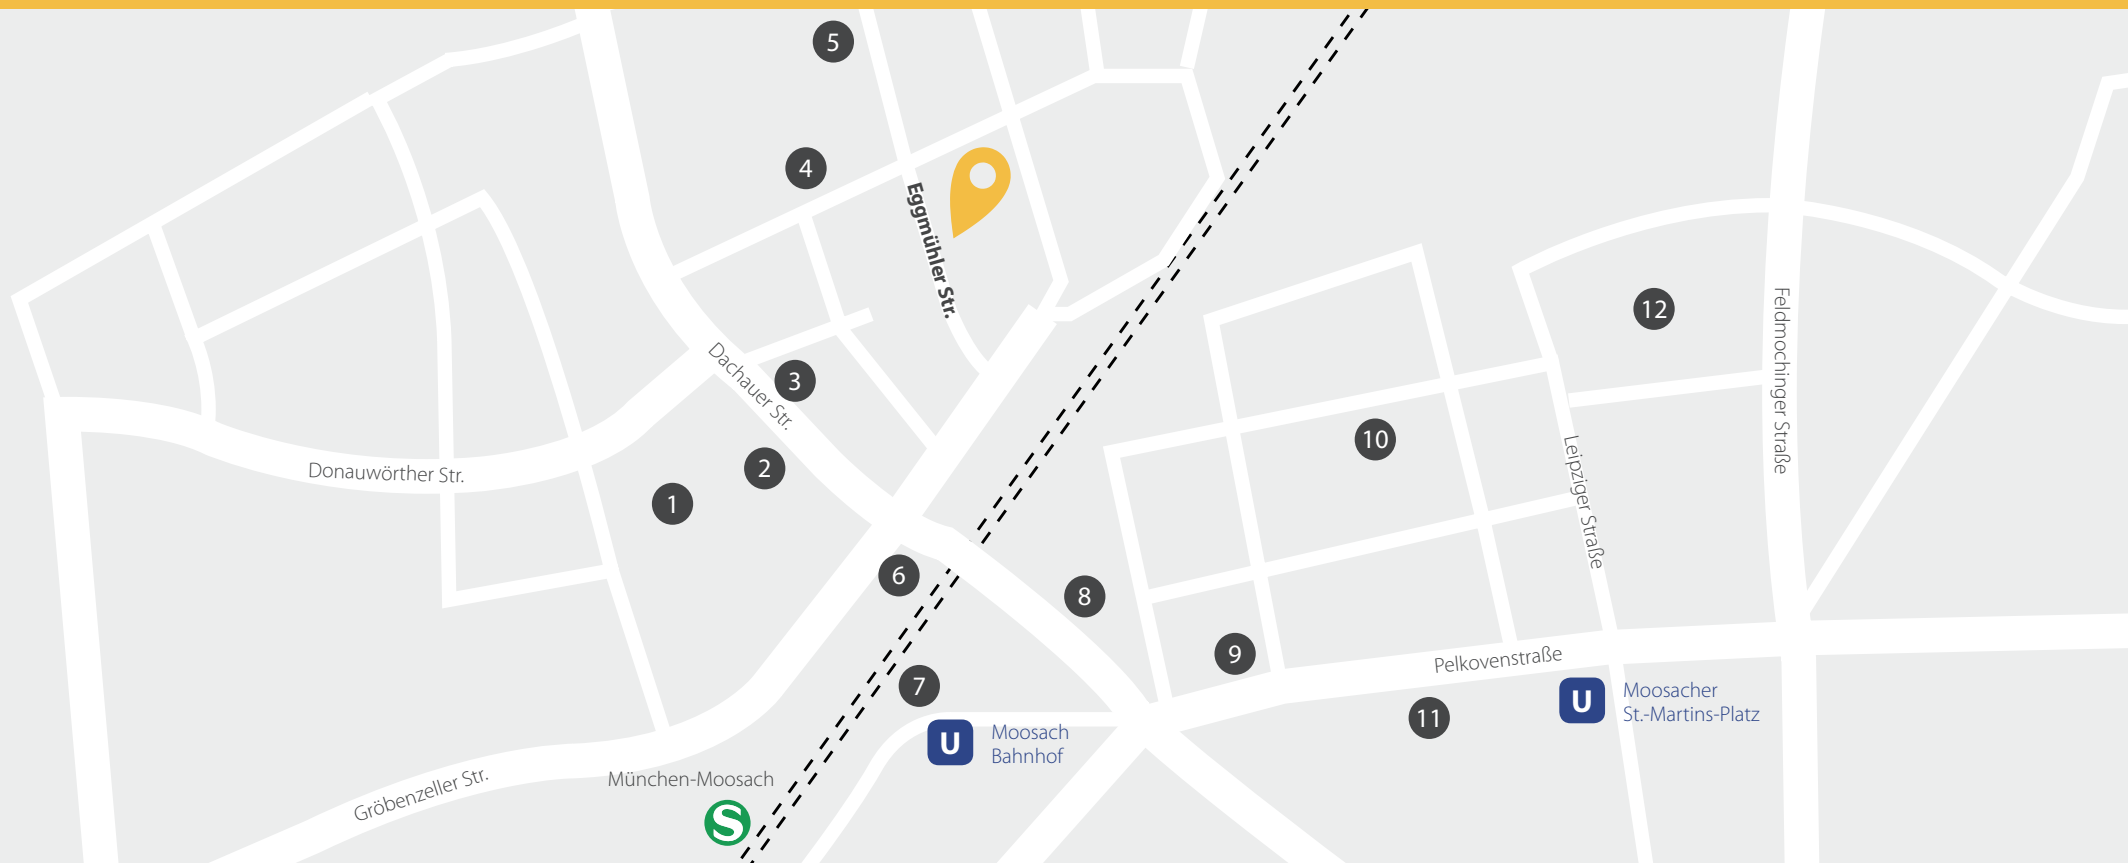 5
4
Eggmühler Str.
12
Feldmochinger Straße
Dachauer Str.
3
10
Donauwörther Str.
2
1
Leipziger Straße
6
8
9
Pelkovenstraße
7
11
U
Moosacher
St.-Martins-Platz
U
Moosach
Bahnhof
München-Moosach
Gröbenzeller Str.
S